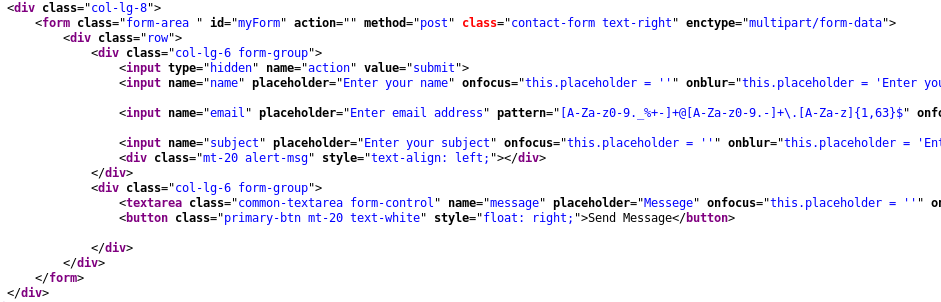 <div class="col-lg-8">
<form class="form-area " id="myForm" action="" method="post" class="contact-form text-right" enctype="multipart/form-data">
<div class="row">
<div class="col-lg-6 form-group">
<input type="hidden" name="action" value="submit">
<input name="name" placeholder="Enter your name" onfocus="this.placeholder = ''" onblur="this.placeholder = 'Enter you
<input name="email" placeholder="Enter email address" pattern="[A-Za-z0-9._%+-]+@[A-Za-z0-9.-]+\.[A-Za-z]{1,63}$" onfo
<input name="subject" placeholder="Enter your subject" onfocus="this.placeholder = ''" onblur="this.placeholder = 'Ent
<div class="mt-20 alert-msg" style="text-align: left;"></div>
</div>
<div class="col-lg-6 form-group">
<textarea class="common-textarea form-control" name="message" placeholder="Messege" onfocus="this.placeholder = ''" on
<button class="primary-btn mt-20 text-white" style="float: right;">Send Message</button>
</div>
</div>
</form>
</div>